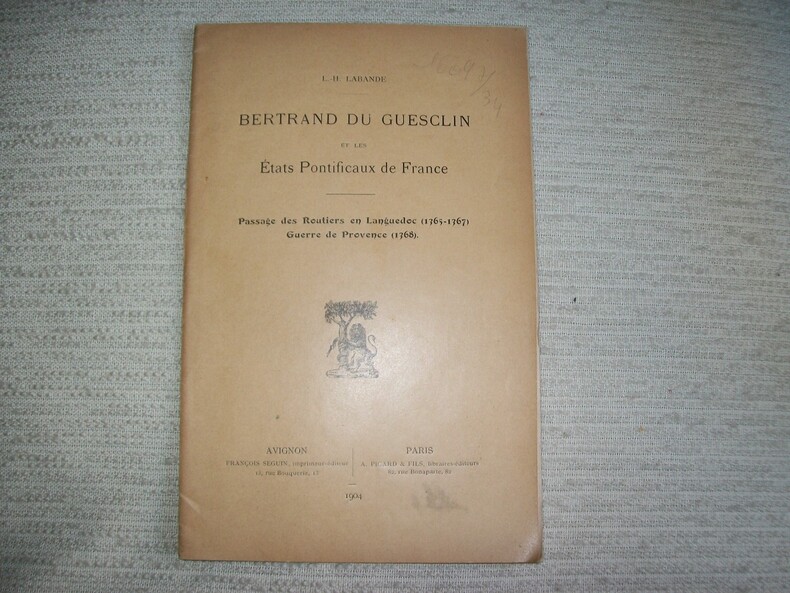 L.-H. LABANDE
BERTRAND DU GUESCLIN
ET LES
États Pontificaux de France
Passage des Routiers en Languedoc (1365-1367)
Guerre de Provence (1368).
AVIGNON
FRANÇOIS SEGUIN, imprimeur-éditeur
13, rue Bouquerie, 13
PARIS
A. PICARD & FILS, libraires-éditeurs
82, rue Bonaparte, 82
1904